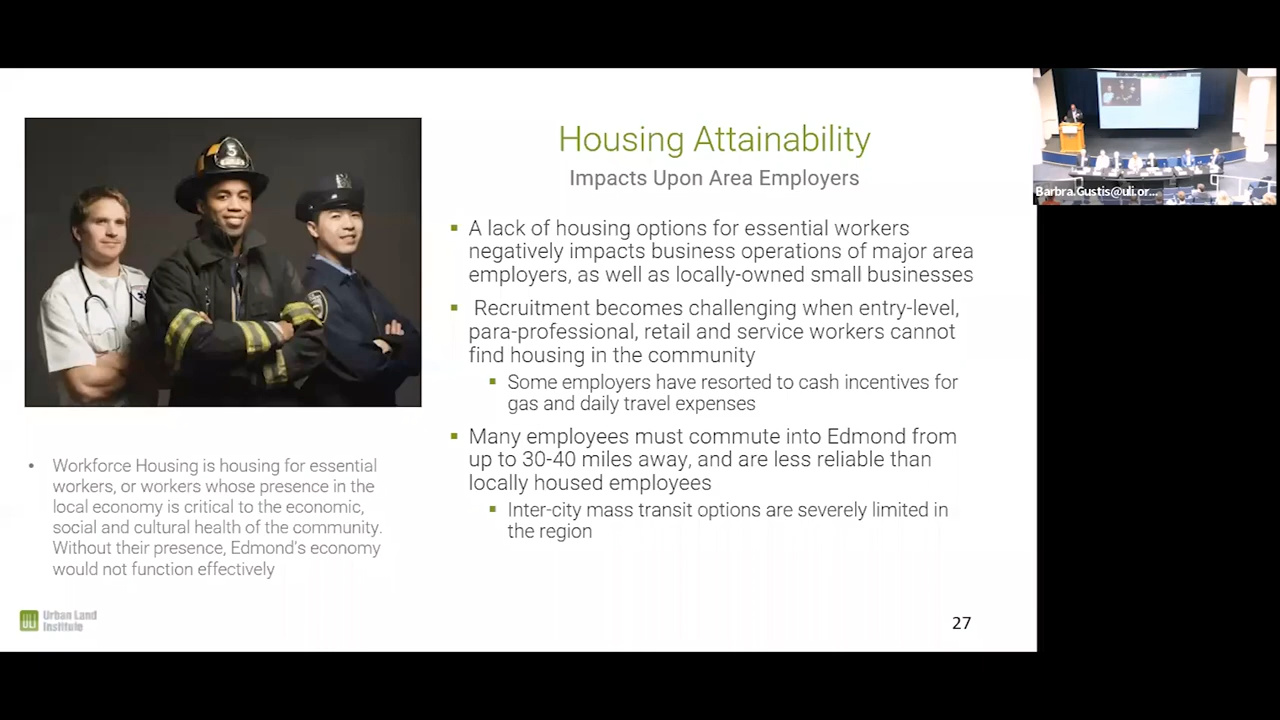 Housing Attainability
Impacts Upon Area Employers
A lack of housing options for essential workers
negatively impacts business operations of major area
employers, as well as locally-owned small businesses
Recruitment becomes challenging when entry-level,
para-professional, retail and service workers cannot
find housing in the community
Some employers have resorted to cash incentives for
gas and daily travel expenses
Many employees must commute into Edmond from
up to 30-40 miles away, and are less reliable than
locally housed employees
Inter-city mass transit options are severely limited in
the region
Workforce Housing is housing for essential
workers, or workers whose presence in the
local economy is critical to the economic,
social and cultural health of the community.
Without their presence, Edmond's economy
would not function effectively
ULI Urban Land
Institute
27
Barbra.Gustis@uli.or...
5